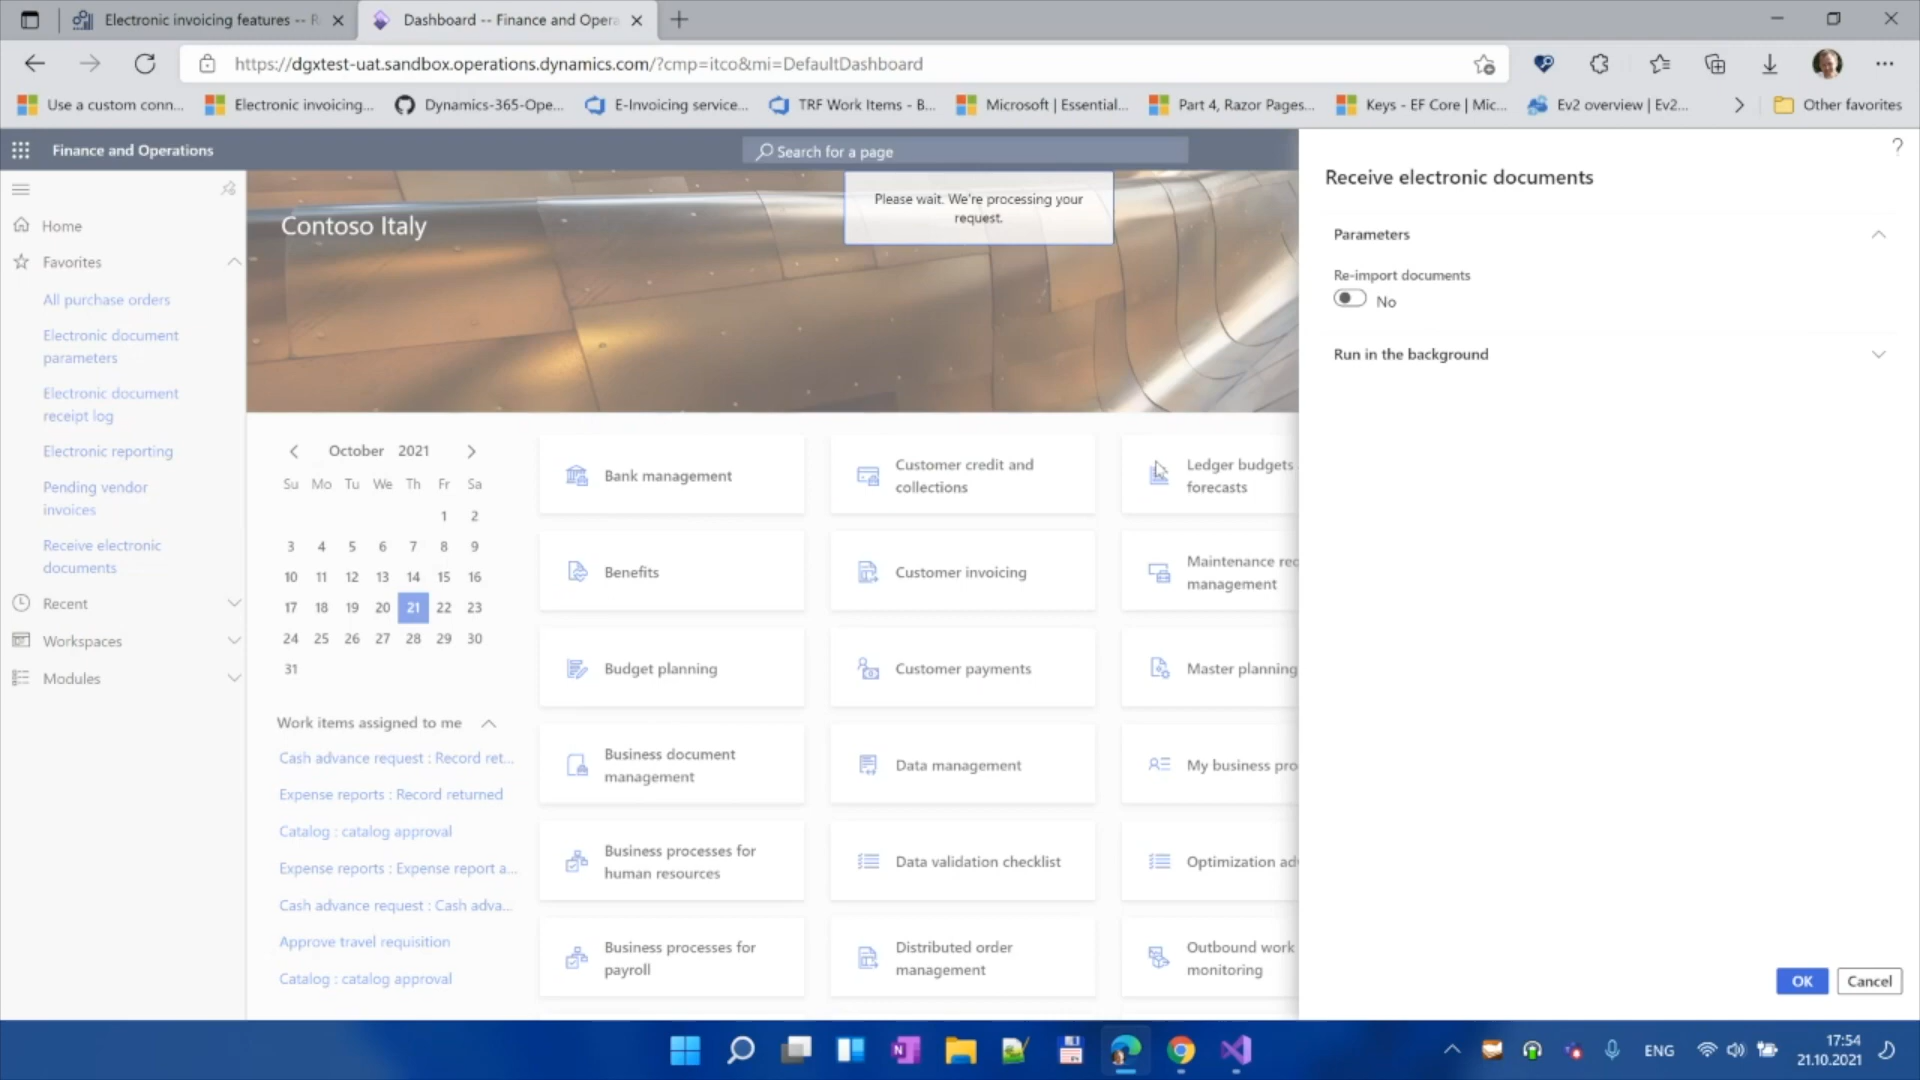 Electronic invoicing features -- R
Dashboard -- Finance and Opera
https://dgxtest-uat.sandbox.operations.dynamics.com/?cmp=itco&mi=DefaultDashboard
Use a custom conn...
Electronic invoicing...
Dynamics-365-Ope...
E-Invoicing service...
TRF Work Items - B...
Microsoft | Essential...
Part 4, Razor Pages...
Keys - EF Core | Mic...
Ev2 overview | Ev2...
Other favorites
Finance and Operations
Search for a page
?
Home
Favorites
All purchase orders
Electronic document
parameters
Electronic document
receipt log
Electronic reporting
Pending vendor
invoices
Receive electronic
documents
Recent
Workspaces
Modules
Contoso Italy
Please wait. We're processing your
request.
October 2021
Su Mo Tu We Th Fr Sa
1 2
3 4 5 6 7 8 9
10 11 12 13 14 15 16
17 18 19 20 21 22 23
24 25 26 27 28 29 30
31
Work items assigned to me
Cash advance request : Record ret...
Expense reports : Record returned
Catalog : catalog approval
Expense reports : Expense report a...
Cash advance request : Cash adva...
Approve travel requisition
Catalog : catalog approval
Bank management
Benefits
Budget planning
Business document
management
Business processes for
human resources
Business processes for
payroll
Customer credit and
collections
Customer invoicing
Customer payments
Data management
Data validation checklist
Distributed order
management
Ledger budgets
forecasts
Maintenance rec
management
Master planning
My business pro
Optimization ad
Outbound work
monitoring
Receive electronic documents
Parameters
Re-import documents
No
Run in the background
OK
Cancel
ENG
17:54
21.10.2021